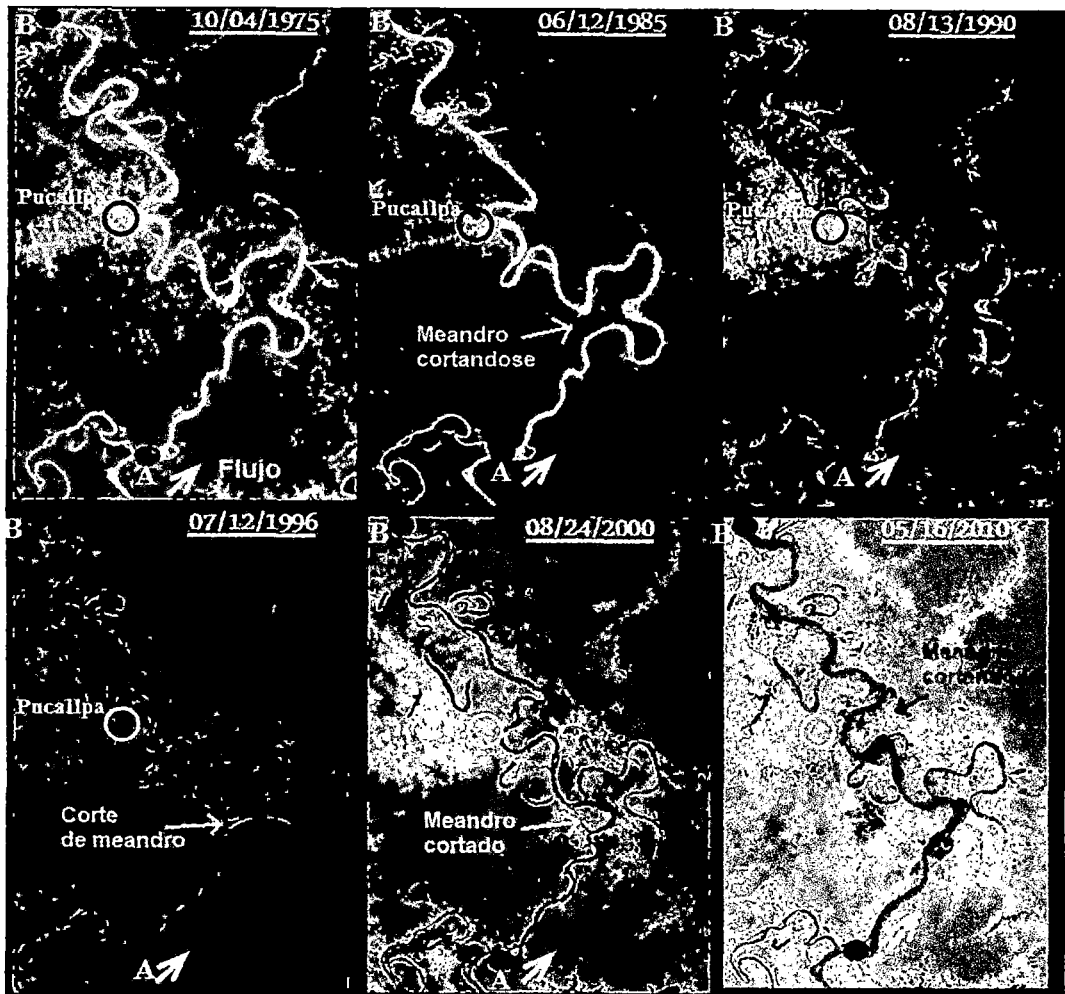 B 10/04/1975
Pucallpa
A Flujo
B 06/12/1985
Pucallpa
Meandro
cortandose
A
B 08/13/1990
Pucallpa
A
B 07/12/1996
Pucallpa
Corte
de meandro
A
B 08/24/2000
Meandro
cortado
A
B 05/16/2010